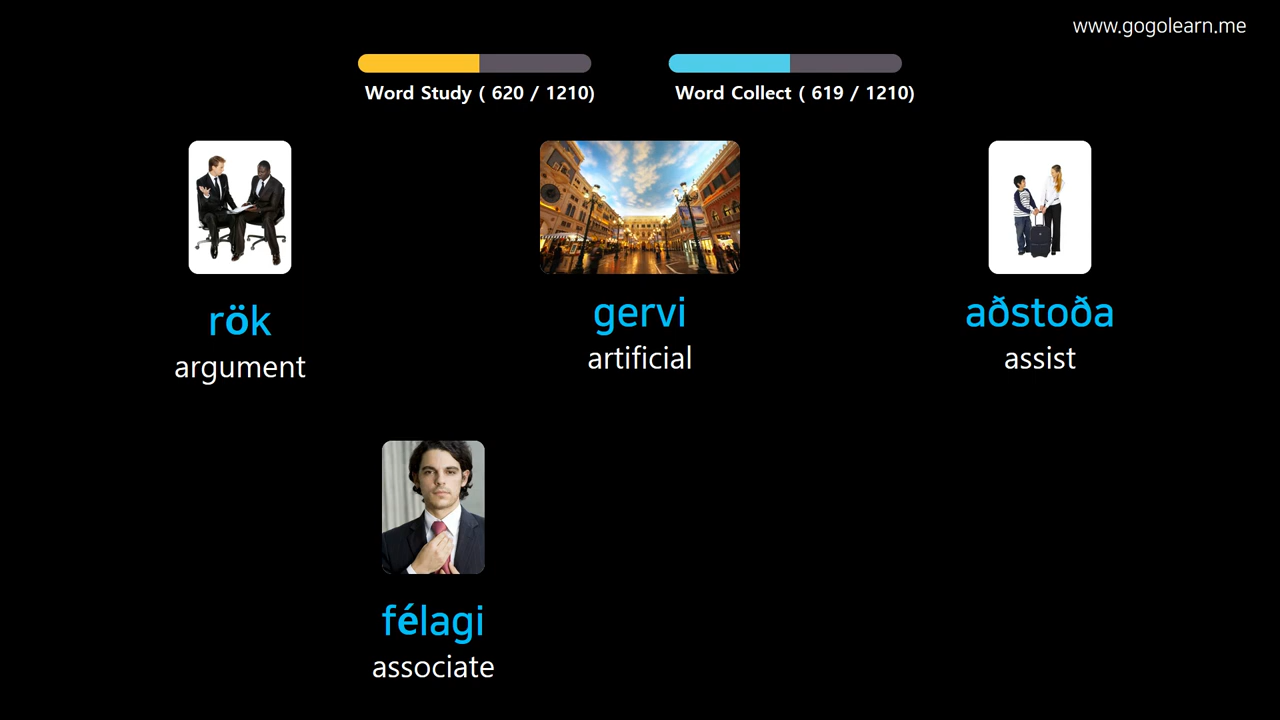 www.gogolearn.me
Word Study ( 620 / 1210)
Word Collect ( 619 / 1210)
rök
argument
gervi
artificial
aðstoða
assist
félagi
associate